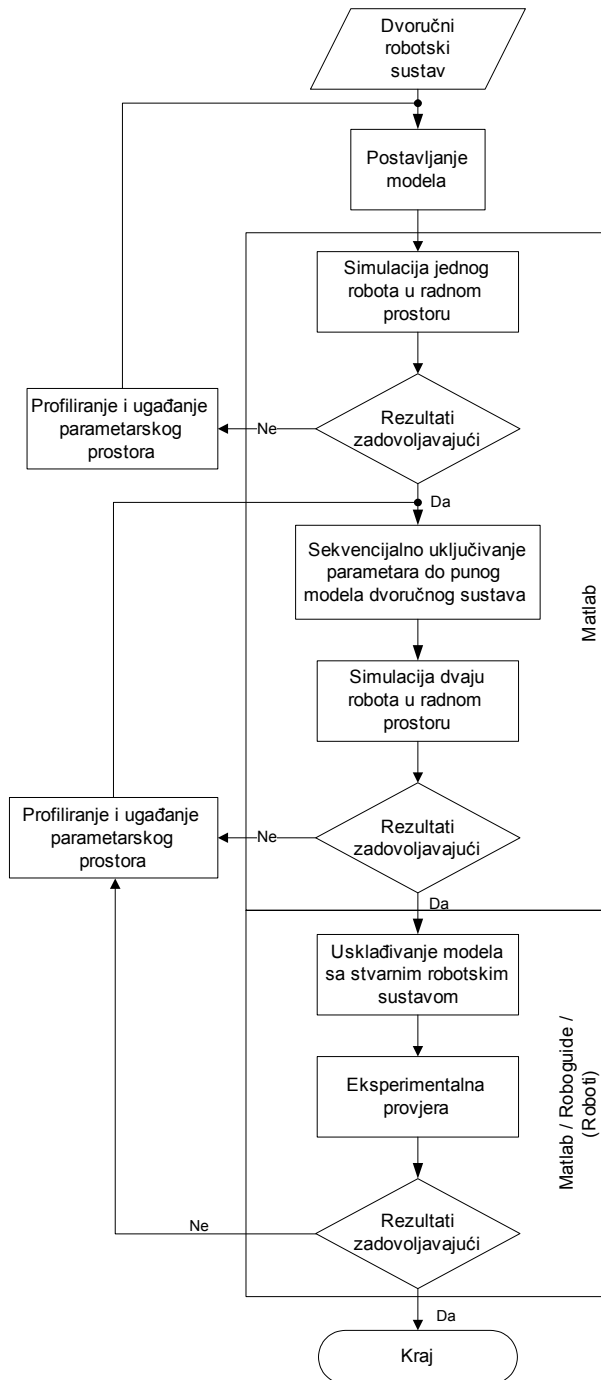 Dvoručni
robotski
sustav
Postavljanje
modela
Simulacija jednog
robota u radnom
prostoru
Profiliranje i ugađanje
parametarskog
prostora
Ne
Rezultati
zadovoljavajući
Da
Sekvencijalno uključivanje
parametara do punog
modela dvoručnog sustava
Matlab
Simulacija dvaju
robota u radnom
prostoru
Profiliranje i ugađanje
parametarskog
prostora
Ne
Rezultati
zadovoljavajući
Da
Usklađivanje modela
sa stvarnim robotskim
sustavom
Eksperimentalna
provjera
Matlab / Roboguide /
(Roboti)
Ne
Rezultati
zadovoljavajući
Da
Kraj